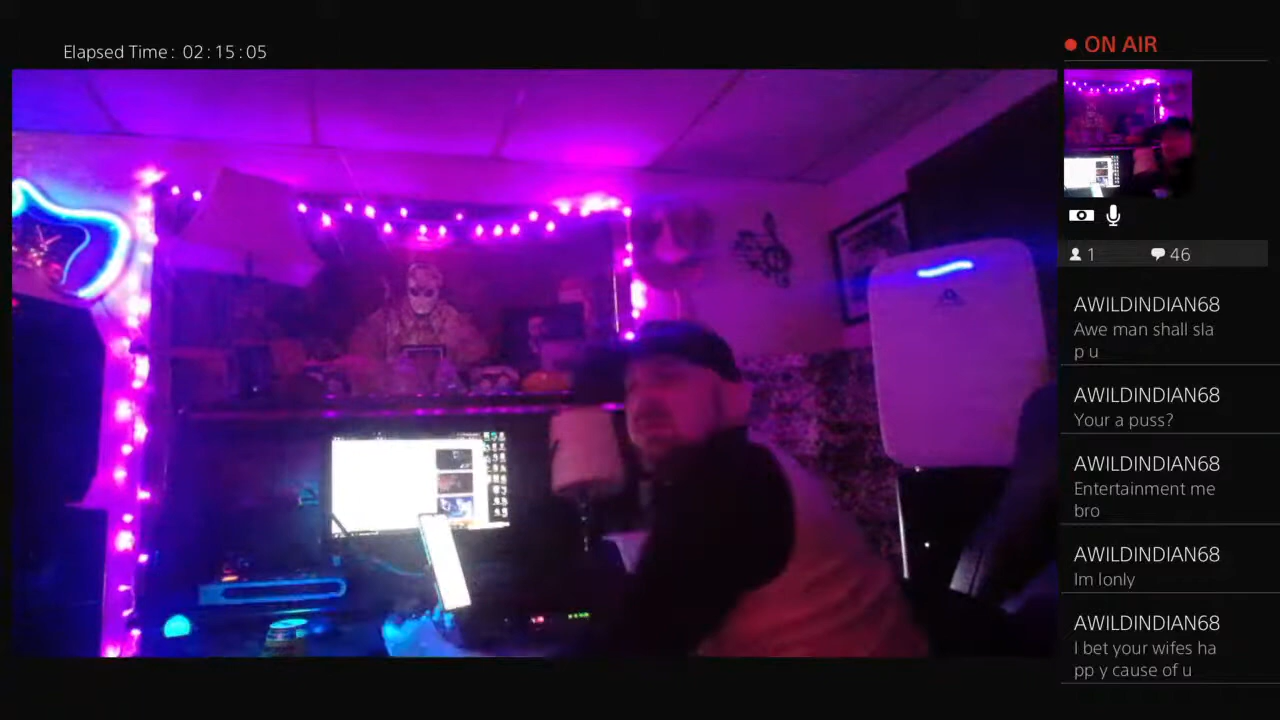 Elapsed Time: 02:15:05
ON AIR
1 46
AWILDINDIAN68
Awe man shall sla
p u
AWILDINDIAN68
Your a puss?
AWILDINDIAN68
Entertainment me
bro
AWILDINDIAN68
Im lonly
AWILDINDIAN68
I bet your wifes ha
pp y cause of u